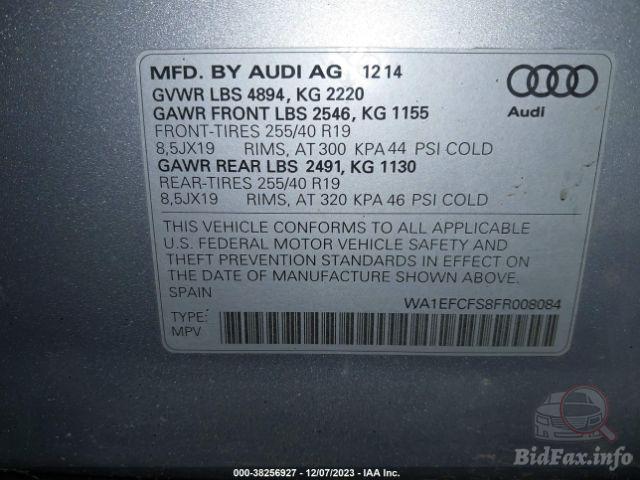 MFD. BY AUDI AG 12 14
GVWR LBS 4894, KG 2220
GAWR FRONT LBS 2546, KG 1155
FRONT-TIRES 255/40 R19
8,5JX19 RIMS, AT 300 KPA 44 PSI COLD
GAWR REAR LBS 2491, KG 1130
REAR-TIRES 255/40 R19
8,5JX19 RIMS, AT 320 KPA 46 PSI COLD
Audi
THIS VEHICLE CONFORMS TO ALL APPLICABLE
U.S. FEDERAL MOTOR VEHICLE SAFETY AND
THEFT PREVENTION STANDARDS IN EFFECT ON
THE DATE OF MANUFACTURE SHOWN ABOVE.
SPAIN
WA1EFCFS8FR008084
TYPE:
MPV
BidFax.info
000-38256927 - 12/07/2023 - IAA Inc.